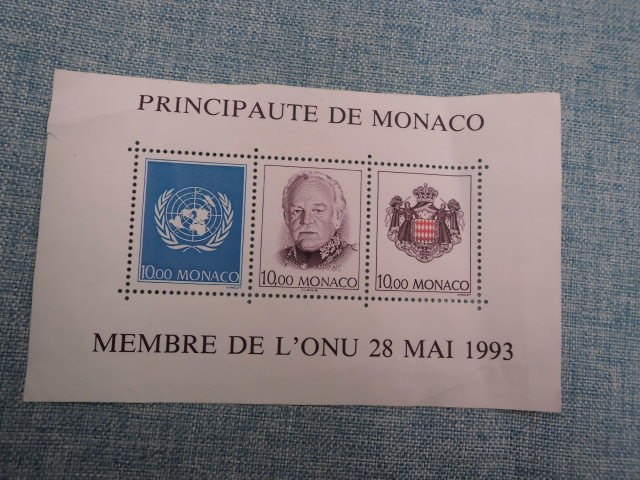 PRINCIPAUTE DE MONACO
10,00 MONACO
10,00 MONACO
10,00 MONACO
MEMBRE DE L'ONU 28 MAI 1993